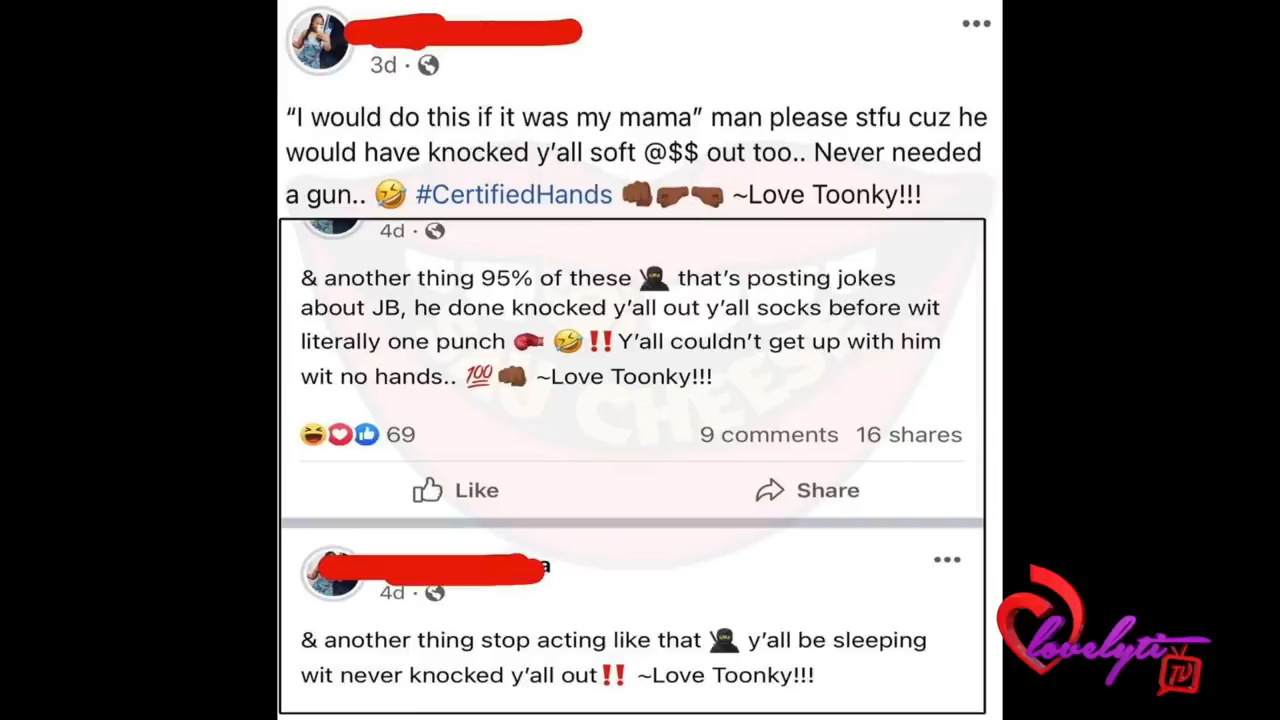 3d
"I would do this if it was my mama" man please stfu cuz he
would have knocked y'all soft @$$ out too.. Never needed
a gun.. 🤣 #CertifiedHands 👊🏾🤛🏾🤜🏾 ~Love Toonky!!!
4d
& another thing 95% of these 🥷🏿 that's posting jokes
about JB, he done knocked y'all out y'all socks before wit
literally one punch 🥊 🤣‼️Y'all couldn't get up with him
wit no hands.. 💯👊🏾 ~Love Toonky!!!
69
9 comments 16 shares
Like Share
4d
& another thing stop acting like that 🥷🏿 y'all be sleeping
wit never knocked y'all out‼️ ~Love Toonky!!!
lovelyti
TV
CHEESE